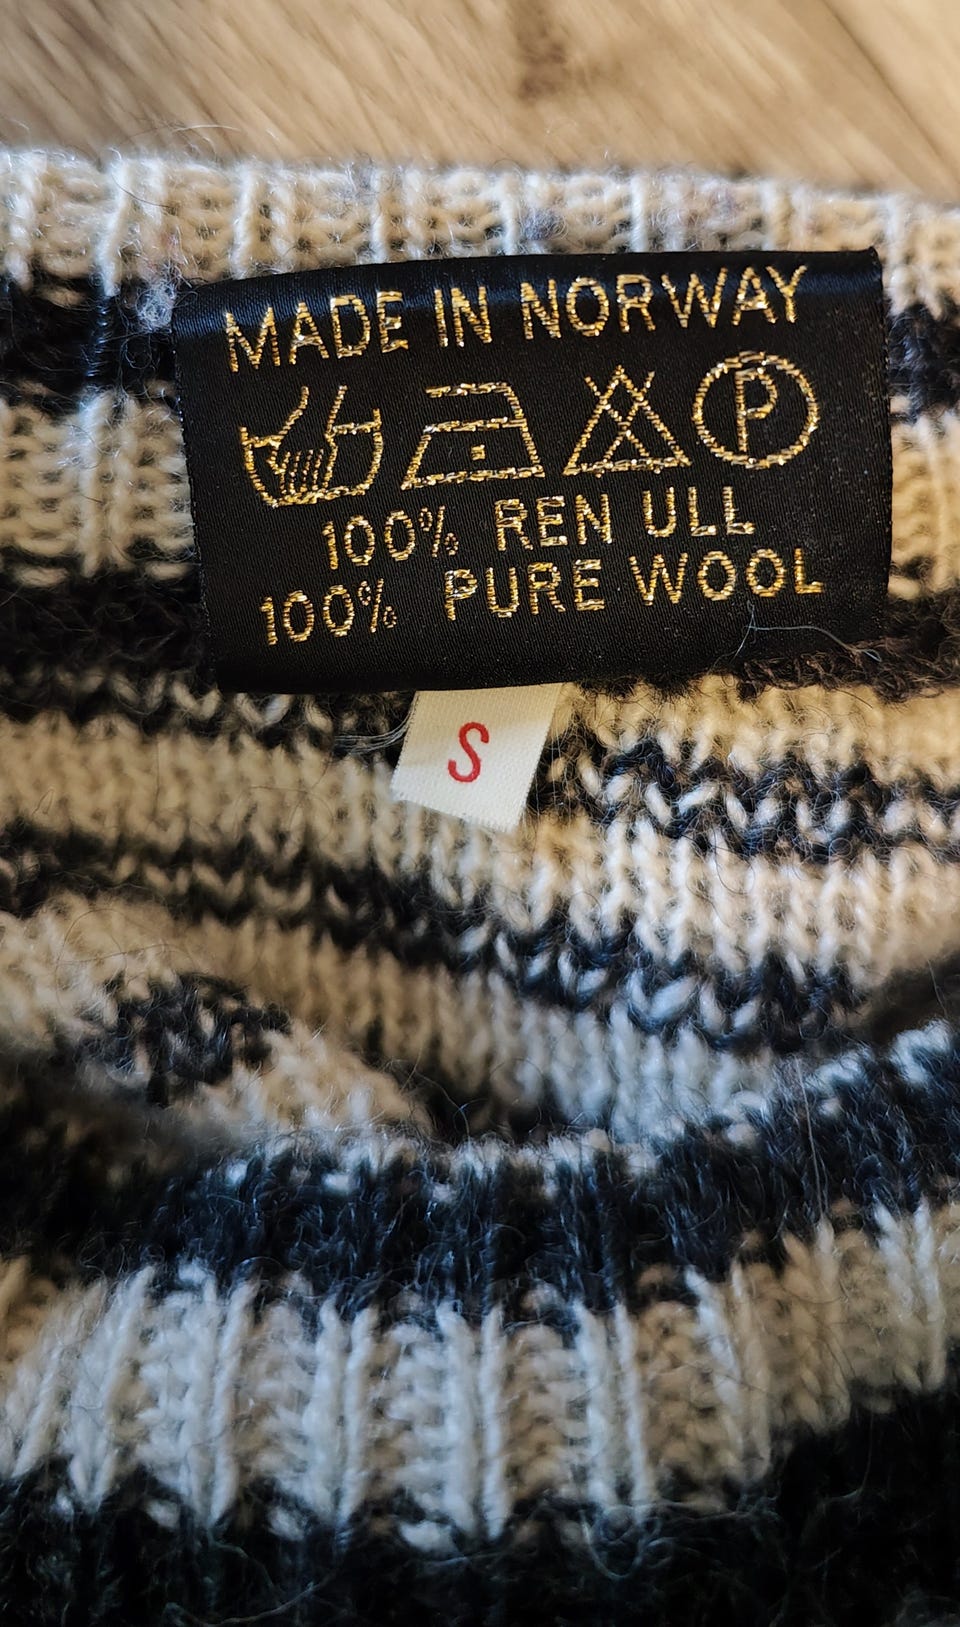 MADE IN NORWAY
P
100% REN ULL
100% PURE WOOL
S